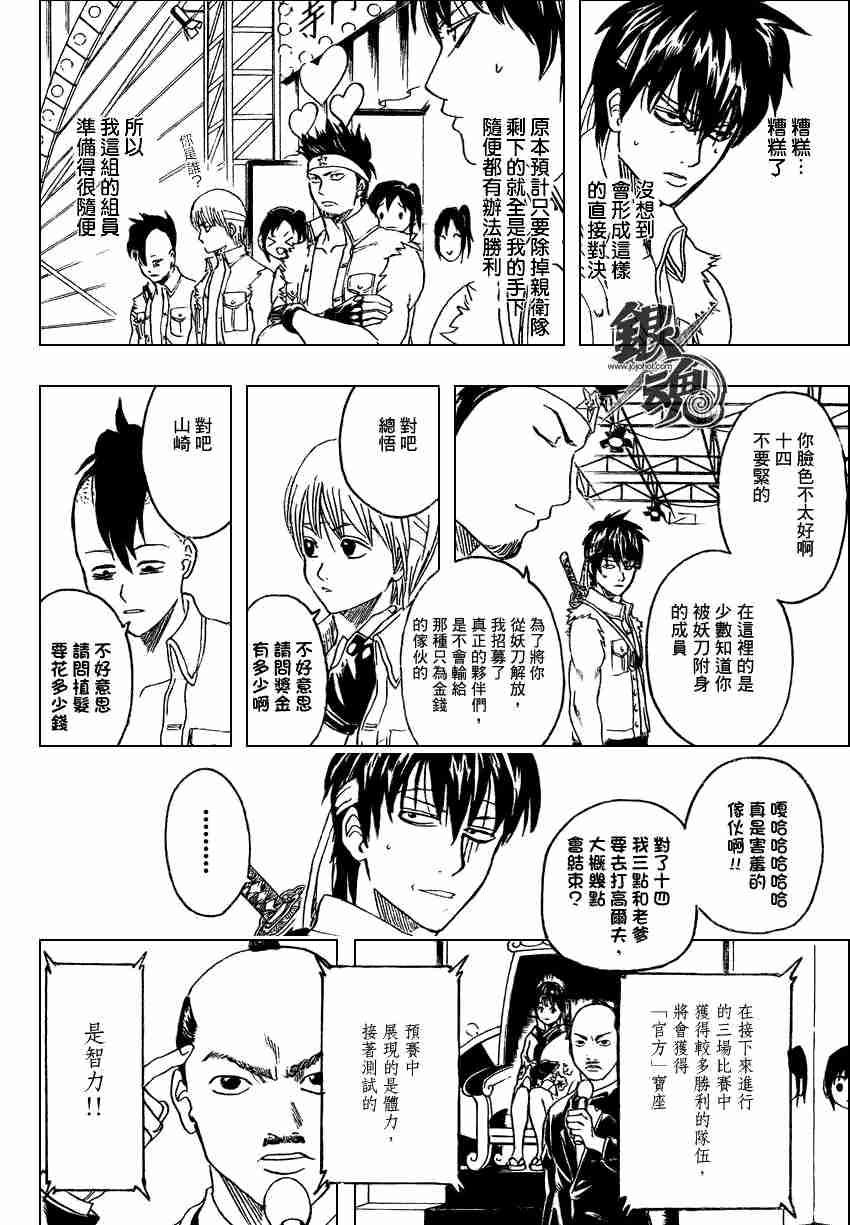 糟糕…
糟糕了
沒想到
會形成這樣
的直接對決
原本預計只要除掉親衛隊
剩下的就全是我的手下
隨便都有辦法勝利
你是誰？
所以
我這組的組員
準備得很隨便
銀魂
www.jojohot.com
你臉色不太好啊
十四
不要緊的
在這裡的是
少數知道你
被妖刀附身
的成員
為了將你
從妖刀解放，
我招募了
真正的夥伴們，
是不會輸給
那種只為金錢
的傢伙的
對吧
總悟
不好意思
請問獎金
有多少啊
對吧
山崎
不好意思
請問植髮
要花多少錢
嘎哈哈哈哈哈
真是害羞的
傢伙啊!!
對了十四
我三點和老爹
要去打高爾夫，
大概幾點
會結束？
………
在接下來進行
的三場比賽中
獲得較多勝利的隊伍，
將會獲得
「官方」寶座
預賽中
展現的是體力，
接著測試的
是智力!!